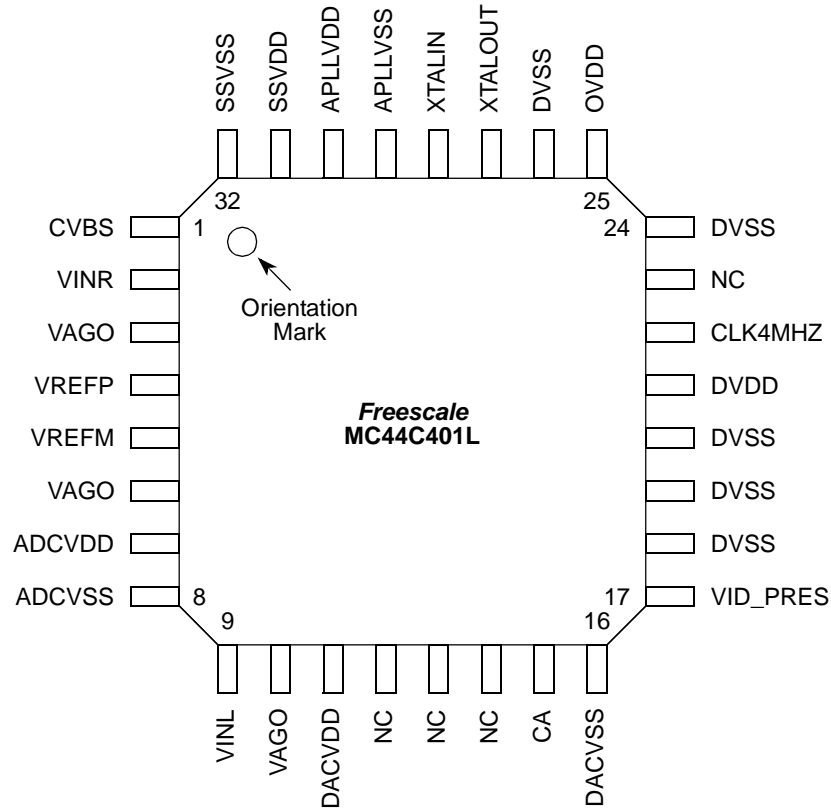 SSVSS
SSVDD
APLLVDD
APLLVSS
XTALIN
XTALOUT
DVSS
OVDD
32
25
CVBS
1
24
DVSS
VINR
NC
Orientation
Mark
VAGO
CLK4MHZ
VREFP
DVDD
Freescale
MC44C401L
VREFM
DVSS
VAGO
DVSS
ADCVDD
DVSS
ADCVSS
8
17
VID_PRES
9
16
VINL
VAGO
DACVDD
NC
NC
NC
CA
DACVSS